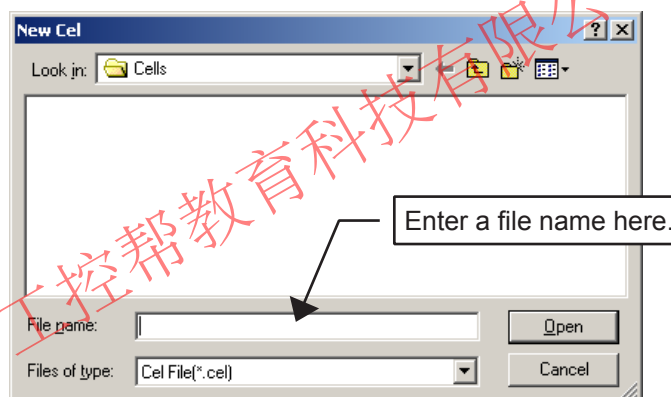 New Cel
Look in: Cells
Enter a file name here.
File name:
Open
Files of type: Cel File(*.cel)
Cancel
工控帮教育科技有限公